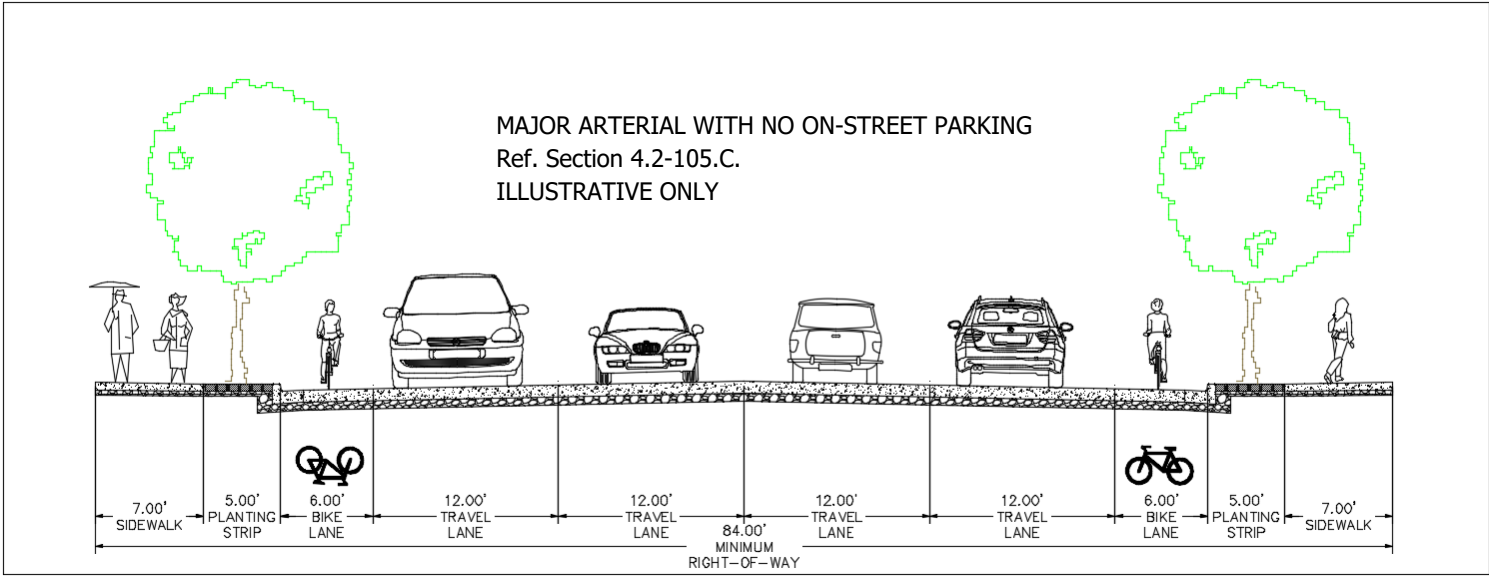 MAJOR ARTERIAL WITH NO ON-STREET PARKING
Ref. Section 4.2-105.C.
ILLUSTRATIVE ONLY
7.00'
SIDEWALK
5.00'
PLANTING
STRIP
6.00'
BIKE
LANE
12.00'
TRAVEL
LANE
12.00'
TRAVEL
LANE
12.00'
TRAVEL
LANE
12.00'
TRAVEL
LANE
6.00'
BIKE
LANE
5.00'
PLANTING
STRIP
7.00'
SIDEWALK
84.00'
MINIMUM
RIGHT-OF-WAY